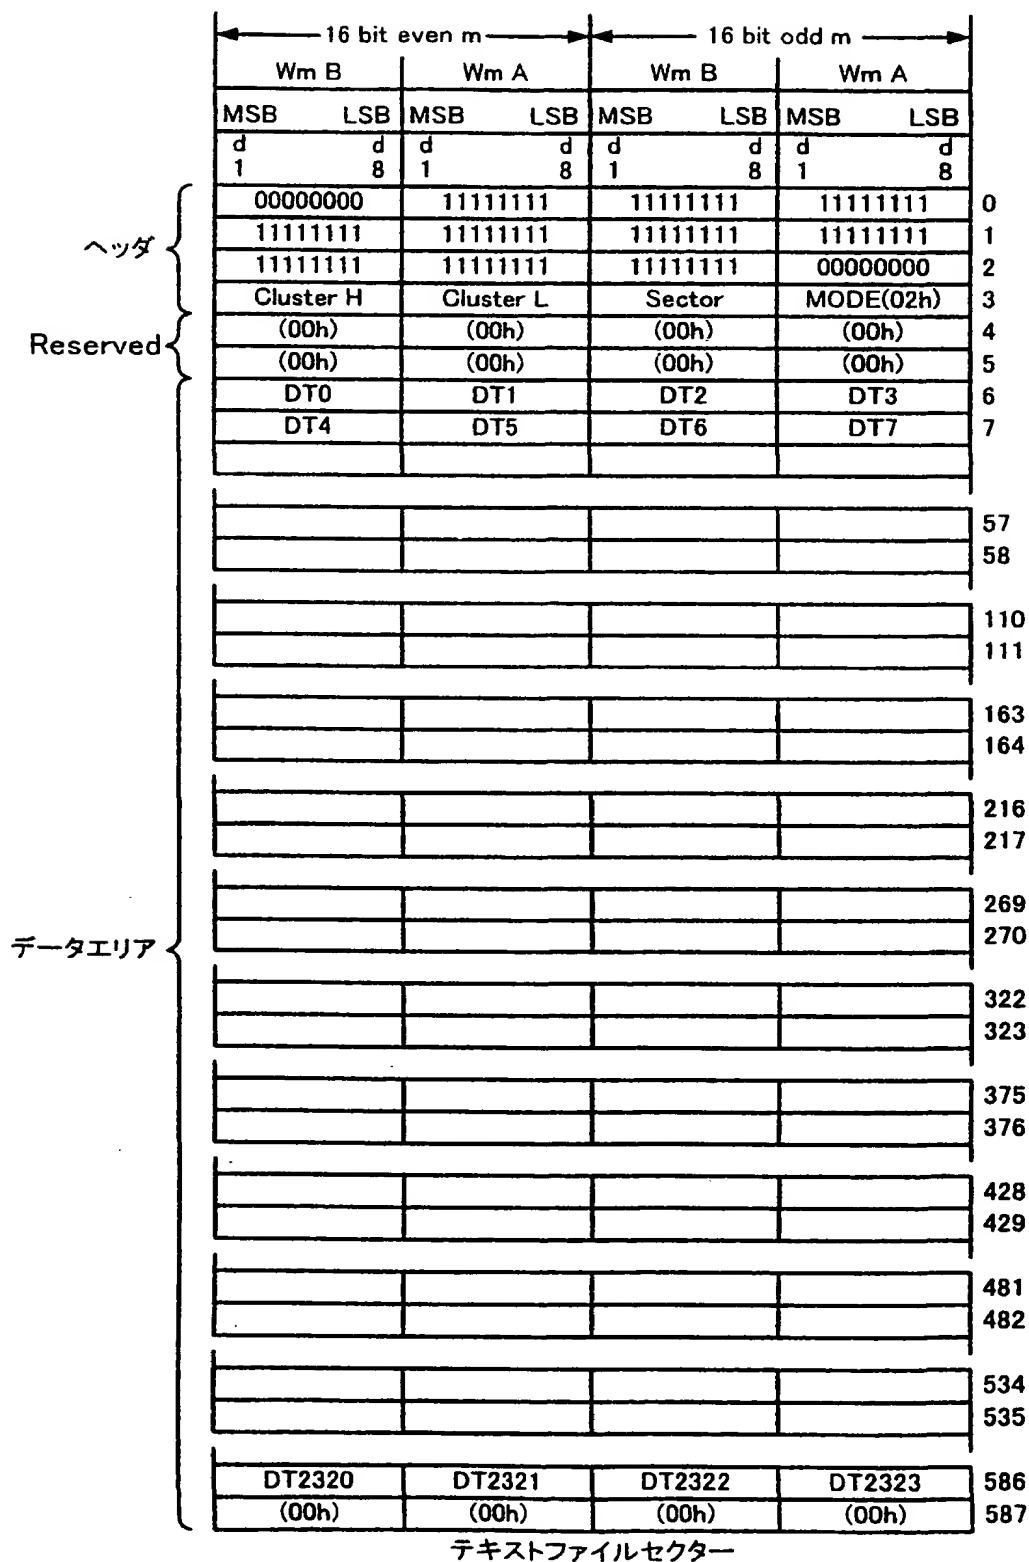 16 bit even m 16 bit odd m
Wm B Wm A Wm B Wm A
MSB LSB MSB LSB MSB LSB MSB LSB
d d d d d d d d
1 8 1 8 1 8 1 8
00000000 11111111 11111111 11111111 0
ヘッダ 11111111 11111111 11111111 11111111 1
11111111 11111111 11111111 00000000 2
Cluster H Cluster L Sector MODE(02h) 3
Reserved (00h) (00h) (00h) (00h) 4
(00h) (00h) (00h) (00h) 5
DT0 DT1 DT2 DT3 6
DT4 DT5 DT6 DT7 7
57
58
110
111
163
164
216
217
269
データエリア 270
322
323
375
376
428
429
481
482
534
535
DT2320 DT2321 DT2322 DT2323 586
(00h) (00h) (00h) (00h) 587
テキストファイルセクター